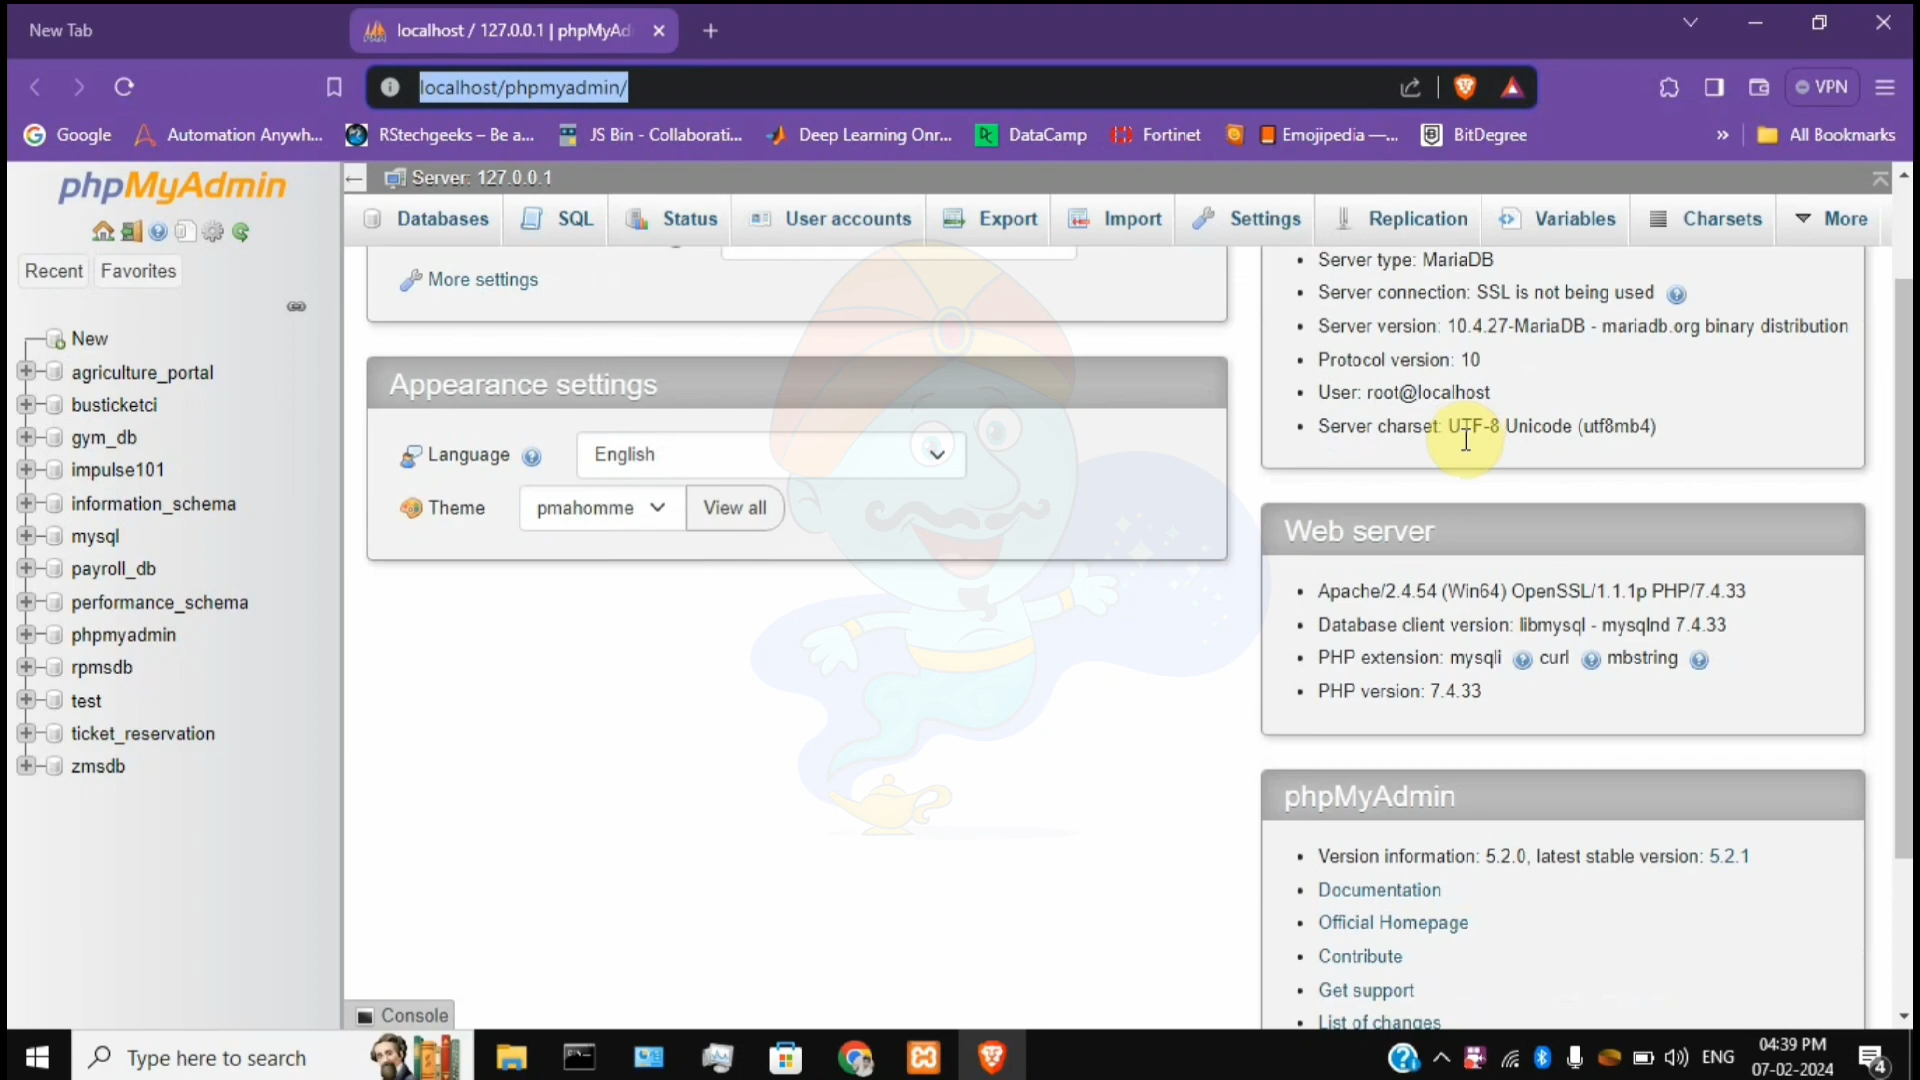 New Tab
localhost / 127.0.0.1 | phpMyAd
localhost/phpmyadmin/
VPN
Google
Automation Anywh...
RStechgeeks – Be a...
JS Bin - Collaborati...
Deep Learning Onr...
DataCamp
Fortinet
Emojipedia —...
BitDegree
»
All Bookmarks
phpMyAdmin
Recent
Favorites
New
agriculture_portal
busticketci
gym_db
impulse101
information_schema
mysql
payroll_db
performance_schema
phpmyadmin
rpmsdb
test
ticket_reservation
zmsdb
Server: 127.0.0.1
Databases
SQL
Status
User accounts
Export
Import
Settings
Replication
Variables
Charsets
More
More settings
Appearance settings
Language
English
Theme
pmahomme
View all
• Server type: MariaDB
• Server connection: SSL is not being used
• Server version: 10.4.27-MariaDB - mariadb.org binary distribution
• Protocol version: 10
• User: root@localhost
• Server charset: UTF-8 Unicode (utf8mb4)
Web server
• Apache/2.4.54 (Win64) OpenSSL/1.1.1p PHP/7.4.33
• Database client version: libmysql - mysqlnd 7.4.33
• PHP extension: mysqli curl mbstring
• PHP version: 7.4.33
phpMyAdmin
• Version information: 5.2.0, latest stable version: 5.2.1
• Documentation
• Official Homepage
• Contribute
• Get support
• List of changes
Console
Type here to search
ENG
04:39 PM
07-02-2024
4